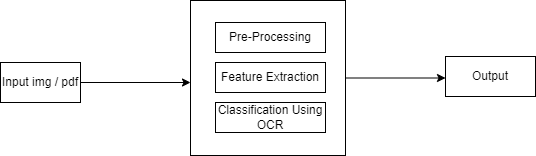 Pre-Processing
Input img / pdf
Feature Extraction
Output
Classification Using
OCR